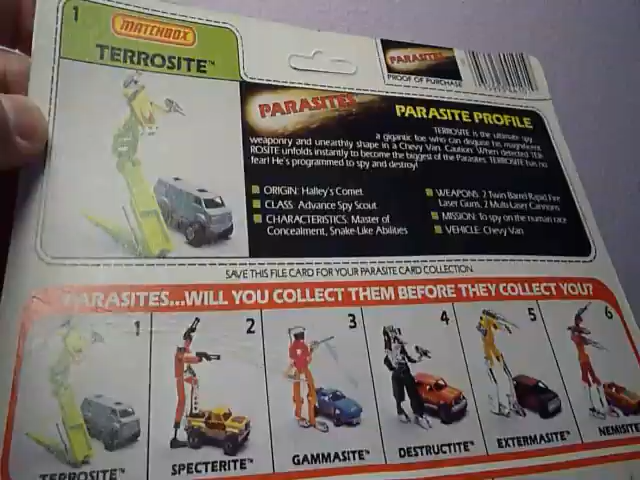 1
MATCHBOX
TERROSITE™
PARASITES
PROOF OF PURCHASE
PARASITES
PARASITE PROFILE
TERROSITE is the ultimate spy
weaponry and unearthly shape in a Chevy Van. Caution: When detected TER-
a gigantic toe who can disguise his magnificent
ROSITE unfolds instantly to become the biggest of the Parasites. TERROSITE has no
fear! He's programmed to spy and destroy!
ORIGIN: Halley's Comet
CLASS: Advance Spy Scout
CHARACTERISTICS: Master of
Concealment, Snake-Like Abilities
WEAPONS: 2 Twin Barrel Rapid Fire
Laser Guns, 2 Multi-Laser Cannons
MISSION: To spy on the human race
VEHICLE: Chevy Van
SAVE THIS FILE CARD FOR YOUR PARASITE CARD COLLECTION
PARASITES...WILL YOU COLLECT THEM BEFORE THEY COLLECT YOU?
1
2
3
4
5
6
TERROSITE™
SPECTERITE™
GAMMASITE™
DESTRUCTITE™
EXTERMASITE™
NEMISITE